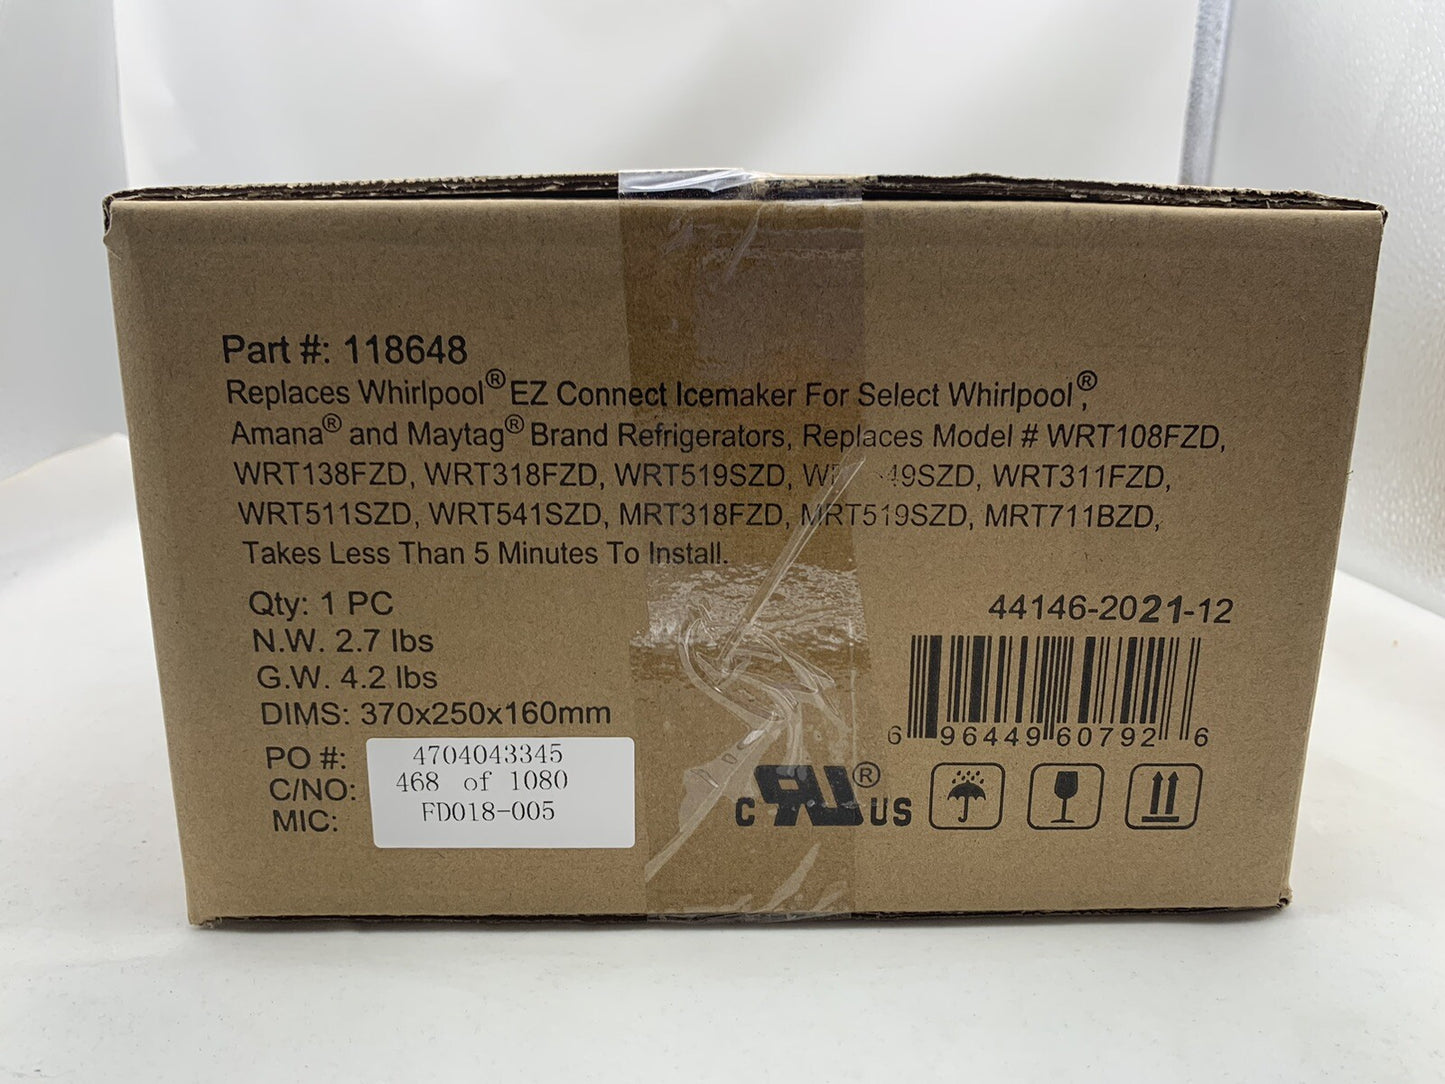 Part #: 118648
Replaces Whirlpool® EZ Connect Icemaker For Select Whirlpool®,
Amana® and Maytag® Brand Refrigerators, Replaces Model # WRT108FZD,
WRT138FZD, WRT318FZD, WRT519SZD, WRT311FZD,
WRT511SZD, WRT541SZD, MRT318FZD, MRT519SZD, MRT711BZD,
Takes Less Than 5 Minutes To Install.
Qty: 1 PC
N.W. 2.7 lbs
G.W. 4.2 lbs
DIMS: 370x250x160mm
PO #: 4704043345
C/NO: 468 of 1080
MIC: FD018-005
44146-2021-12
6 96449 60792 6
c RU® US